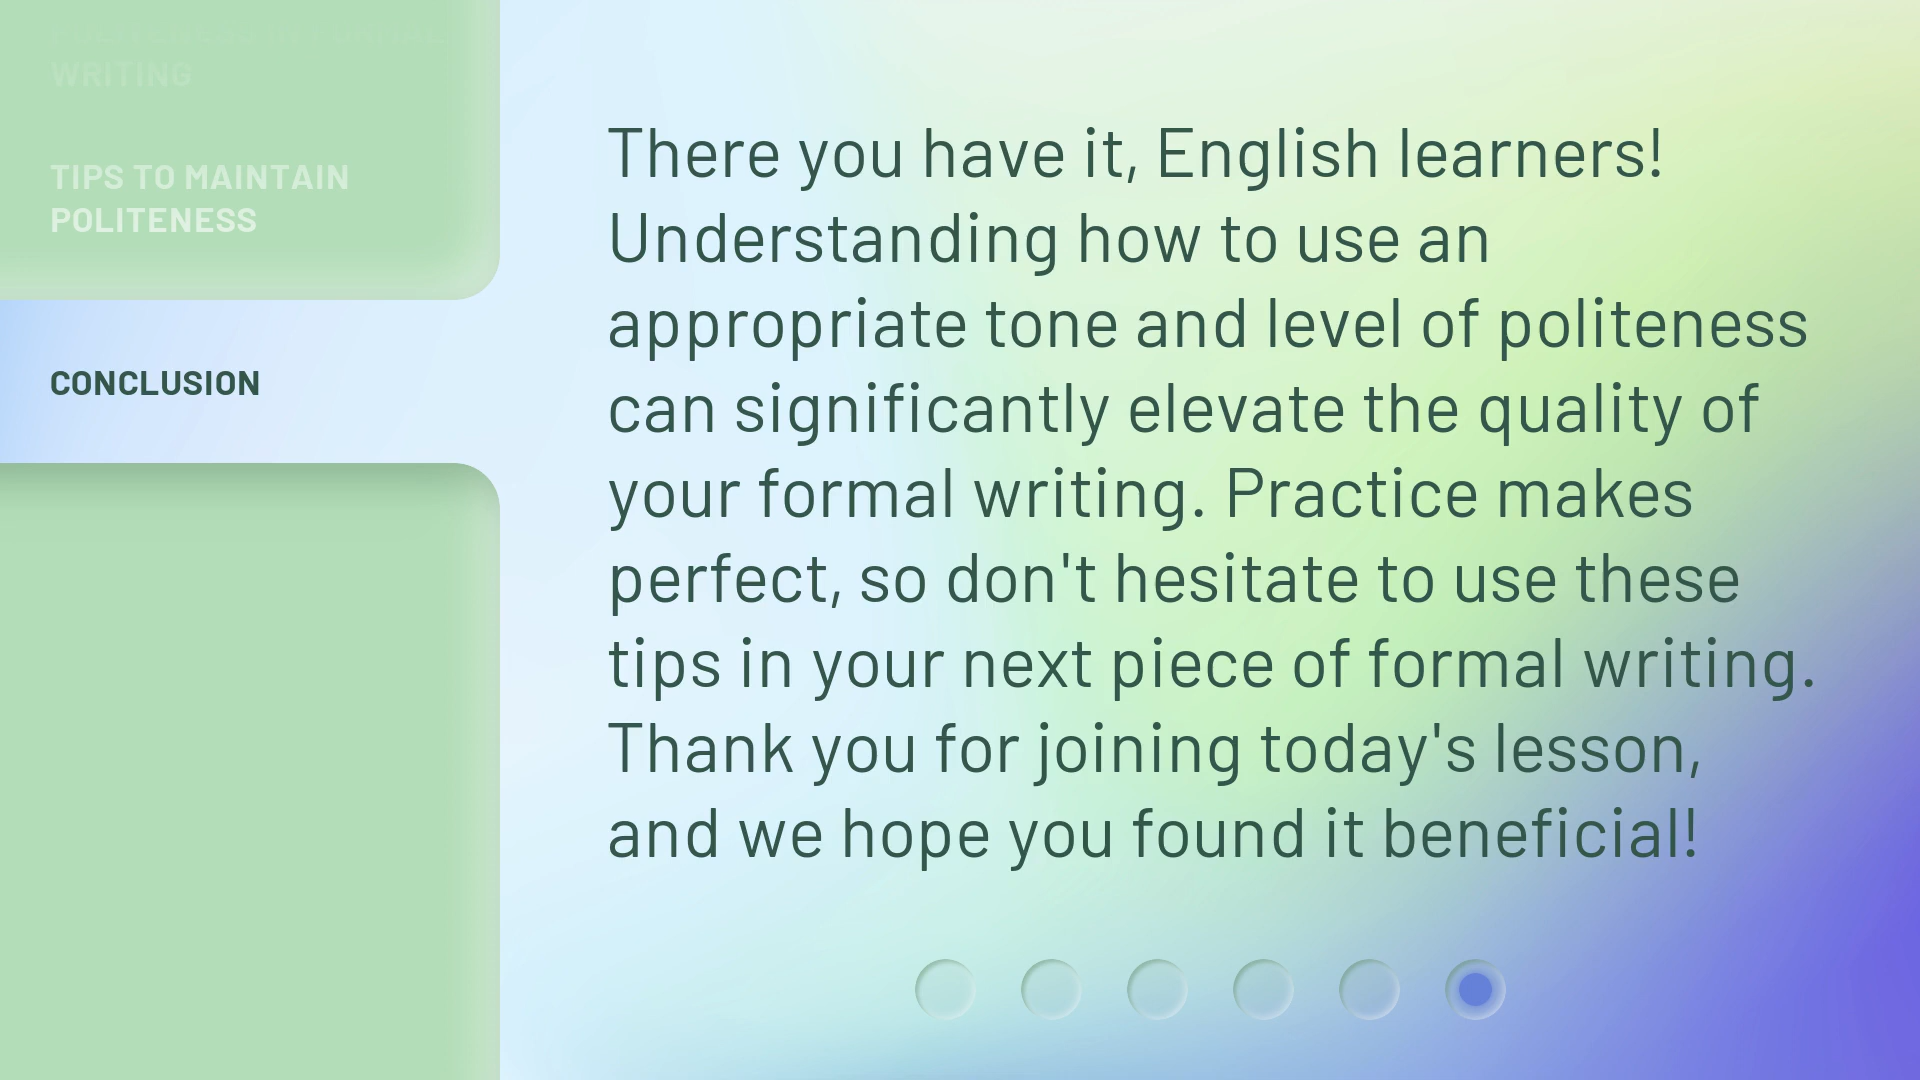 WRITING
TIPS TO MAINTAIN
POLITENESS
CONCLUSION
There you have it, English learners!
Understanding how to use an
appropriate tone and level of politeness
can significantly elevate the quality of
your formal writing. Practice makes
perfect, so don't hesitate to use these
tips in your next piece of formal writing.
Thank you for joining today's lesson,
and we hope you found it beneficial!